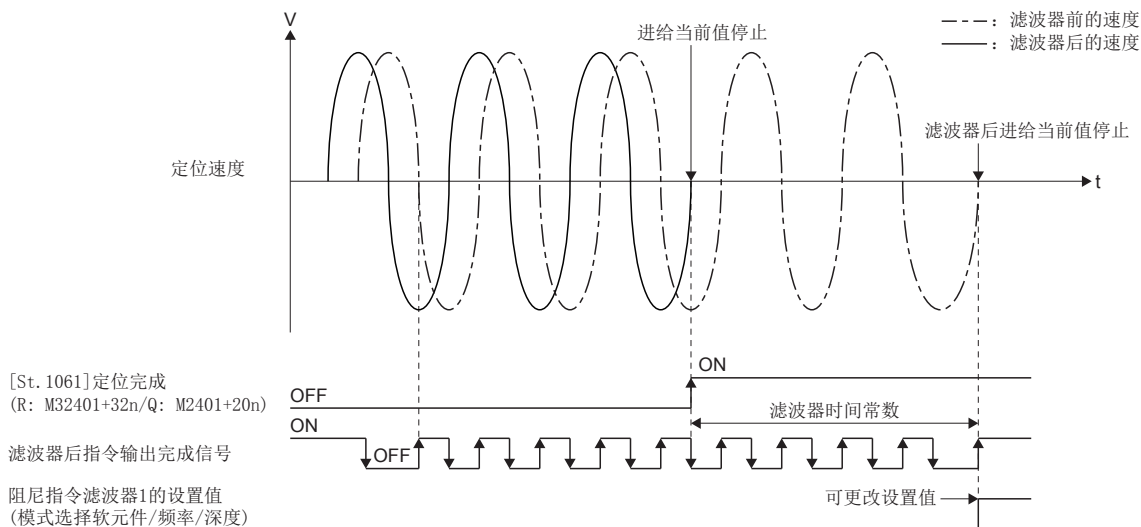 V
进给当前值停止
: 滤波器前的速度
: 滤波器后的速度
滤波器后进给当前值停止
定位速度
t
[St.1061]定位完成
(R: M32401+32n/Q: M2401+20n)
OFF
ON
滤波器时间常数
ON
滤波器后指令输出完成信号
OFF
阻尼指令滤波器1的设置值
(模式选择软元件/频率/深度)
可更改设置值